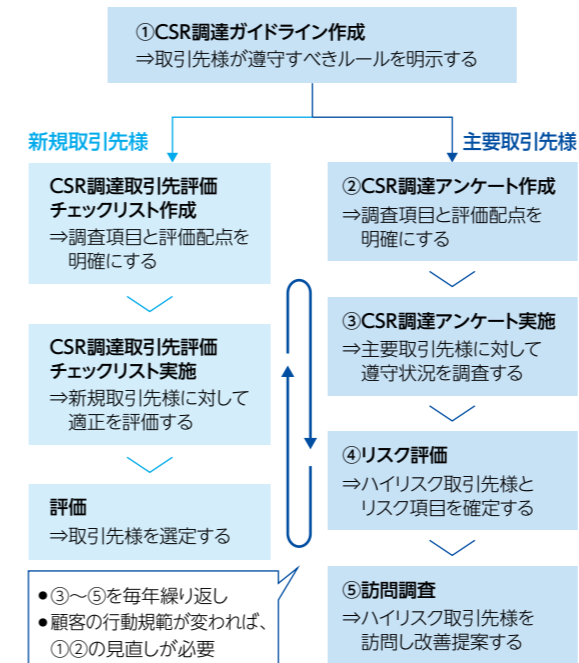 ①CSR調達ガイドライン作成
⇒取引先様が遵守すべきルールを明示する
新規取引先様
CSR調達取引先評価
チェックリスト作成
⇒調査項目と評価配点を
明確にする
CSR調達取引先評価
チェックリスト実施
⇒新規取引先様に対して
適正を評価する
評価
⇒取引先様を選定する
主要取引先様
②CSR調達アンケート作成
⇒調査項目と評価配点を
明確にする
③CSR調達アンケート実施
⇒主要取引先様に対して
遵守状況を調査する
④リスク評価
⇒ハイリスク取引先様と
リスク項目を確定する
⑤訪問調査
⇒ハイリスク取引先様を
訪問し改善提案する
●③〜⑤を毎年繰り返し
●顧客の行動規範が変われば、
①②の見直しが必要